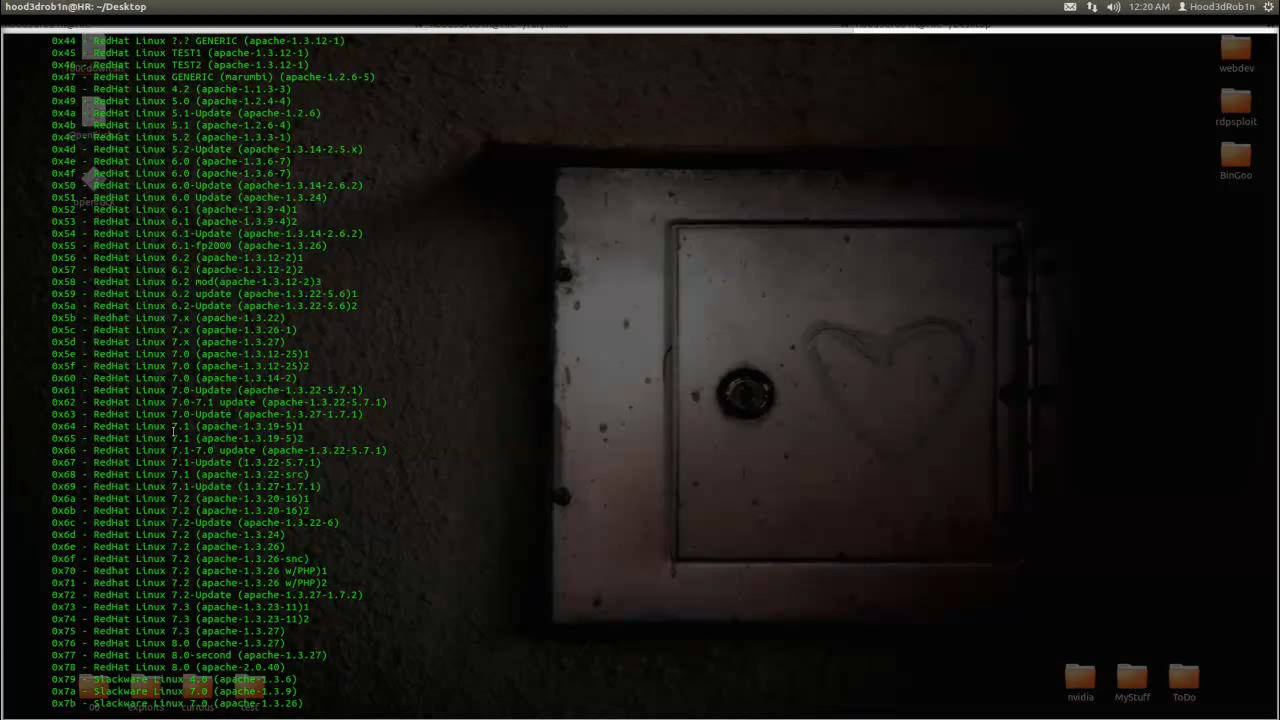 hood3drob1n@HR: ~/Desktop 12:20 AM Hood3dRob1n
0x44 - RedHat Linux ?.? GENERIC (apache-1.3.12-1)
0x45 - RedHat Linux TEST1 (apache-1.3.12-1)
0x46 - RedHat Linux TEST2 (apache-1.3.12-1)
0x47 - RedHat Linux GENERIC (marumbi) (apache-1.2.6-5)
0x48 - RedHat Linux 4.2 (apache-1.1.3-3)
0x49 - RedHat Linux 5.0 (apache-1.2.4-4)
0x4a - RedHat Linux 5.1-Update (apache-1.2.6)
0x4b - RedHat Linux 5.1 (apache-1.2.6-4)
0x4c - RedHat Linux 5.2 (apache-1.3.3-1)
0x4d - RedHat Linux 5.2-Update (apache-1.3.14-2.5.x)
0x4e - RedHat Linux 6.0 (apache-1.3.6-7)
0x4f - RedHat Linux 6.0 (apache-1.3.6-7)
0x50 - RedHat Linux 6.0-Update (apache-1.3.14-2.6.2)
0x51 - RedHat Linux 6.0 Update (apache-1.3.24)
0x52 - RedHat Linux 6.1 (apache-1.3.9-4)1
0x53 - RedHat Linux 6.1 (apache-1.3.9-4)2
0x54 - RedHat Linux 6.1-Update (apache-1.3.14-2.6.2)
0x55 - RedHat Linux 6.1-fp2000 (apache-1.3.26)
0x56 - RedHat Linux 6.2 (apache-1.3.12-2)1
0x57 - RedHat Linux 6.2 (apache-1.3.12-2)2
0x58 - RedHat Linux 6.2 mod(apache-1.3.12-2)3
0x59 - RedHat Linux 6.2 update (apache-1.3.22-5.6)1
0x5a - RedHat Linux 6.2-Update (apache-1.3.22-5.6)2
0x5b - RedHat Linux 7.x (apache-1.3.22)
0x5c - RedHat Linux 7.x (apache-1.3.26-1)
0x5d - RedHat Linux 7.x (apache-1.3.27)
0x5e - RedHat Linux 7.0 (apache-1.3.12-25)1
0x5f - RedHat Linux 7.0 (apache-1.3.12-25)2
0x60 - RedHat Linux 7.0 (apache-1.3.14-2)
0x61 - RedHat Linux 7.0-Update (apache-1.3.22-5.7.1)
0x62 - RedHat Linux 7.0-7.1 update (apache-1.3.22-5.7.1)
0x63 - RedHat Linux 7.0-Update (apache-1.3.27-1.7.1)
0x64 - RedHat Linux 7.1 (apache-1.3.19-5)1
0x65 - RedHat Linux 7.1 (apache-1.3.19-5)2
0x66 - RedHat Linux 7.1-7.0 update (apache-1.3.22-5.7.1)
0x67 - RedHat Linux 7.1-Update (1.3.22-5.7.1)
0x68 - RedHat Linux 7.1 (apache-1.3.22-src)
0x69 - RedHat Linux 7.1-Update (1.3.27-1.7.1)
0x6a - RedHat Linux 7.2 (apache-1.3.20-16)1
0x6b - RedHat Linux 7.2 (apache-1.3.20-16)2
0x6c - RedHat Linux 7.2-Update (apache-1.3.22-6)
0x6d - RedHat Linux 7.2 (apache-1.3.24)
0x6e - RedHat Linux 7.2 (apache-1.3.26)
0x6f - RedHat Linux 7.2 (apache-1.3.26-snc)
0x70 - RedHat Linux 7.2 (apache-1.3.26 w/PHP)1
0x71 - RedHat Linux 7.2 (apache-1.3.26 w/PHP)2
0x72 - RedHat Linux 7.2-Update (apache-1.3.27-1.7.2)
0x73 - RedHat Linux 7.3 (apache-1.3.23-11)1
0x74 - RedHat Linux 7.3 (apache-1.3.23-11)2
0x75 - RedHat Linux 7.3 (apache-1.3.27)
0x76 - RedHat Linux 8.0 (apache-1.3.27)
0x77 - RedHat Linux 8.0-second (apache-1.3.27)
0x78 - RedHat Linux 8.0 (apache-2.0.40)
0x79 - Slackware Linux 4.0 (apache-1.3.6)
0x7a - Slackware Linux 7.0 (apache-1.3.9)
0x7b - Slackware Linux 7.0 (apache-1.3.26)
00 exploits curious test
webdev
rdpsploit
BinGoo
nvidia MyStuff ToDo